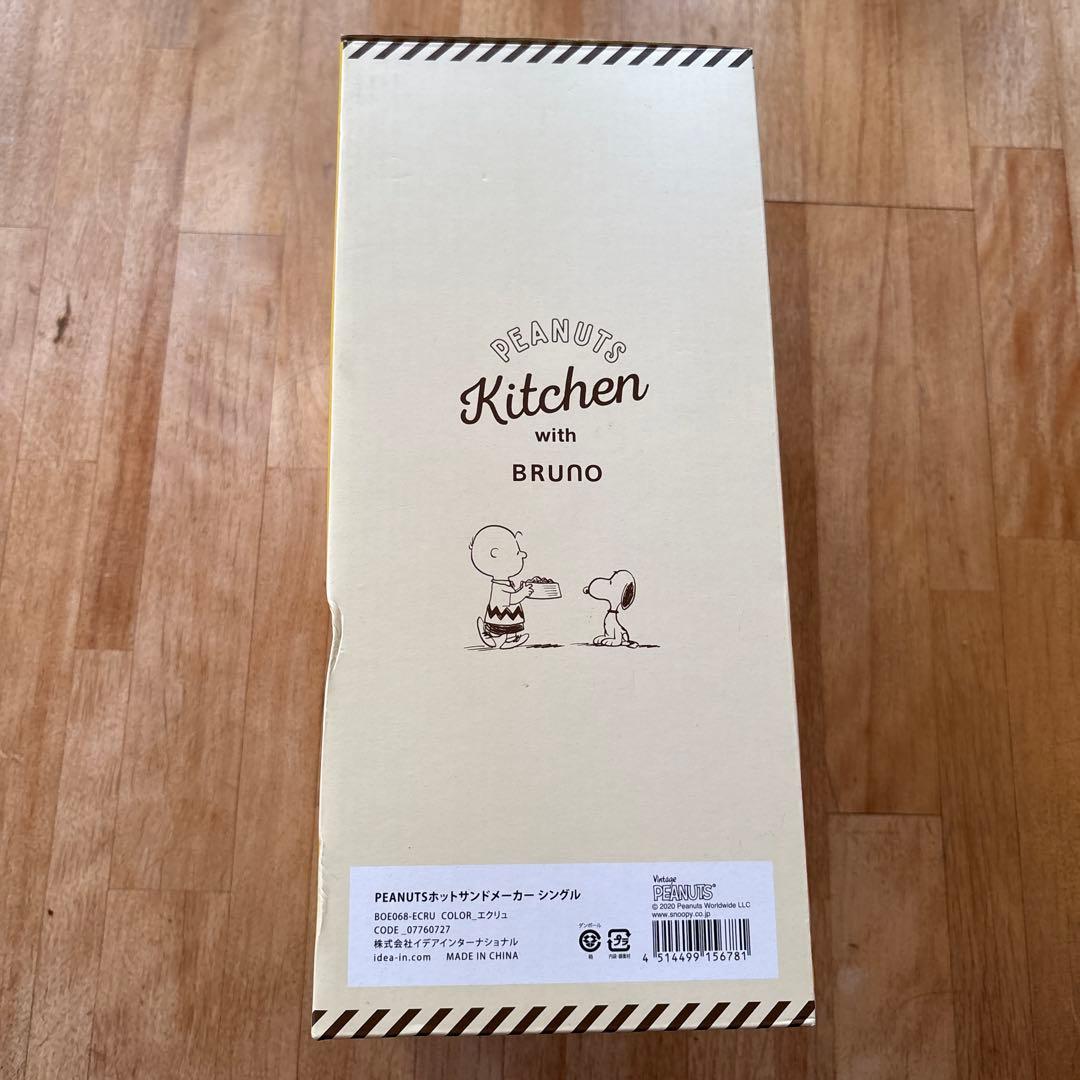 PEANUTS
Kitchen
with
BRUNO
PEANUTSホットサンドメーカー シングル
BOE068-ECRU COLOR_エクリュ
CODE_07760727
株式会社イデアインターナショナル
idea-in.com MADE IN CHINA
Vintage
PEANUTS®
© 2020 Peanuts Worldwide LLC
www.snoopy.co.jp
ダンボール
箱
プラ
内袋・緩衝材
4 514499 156781